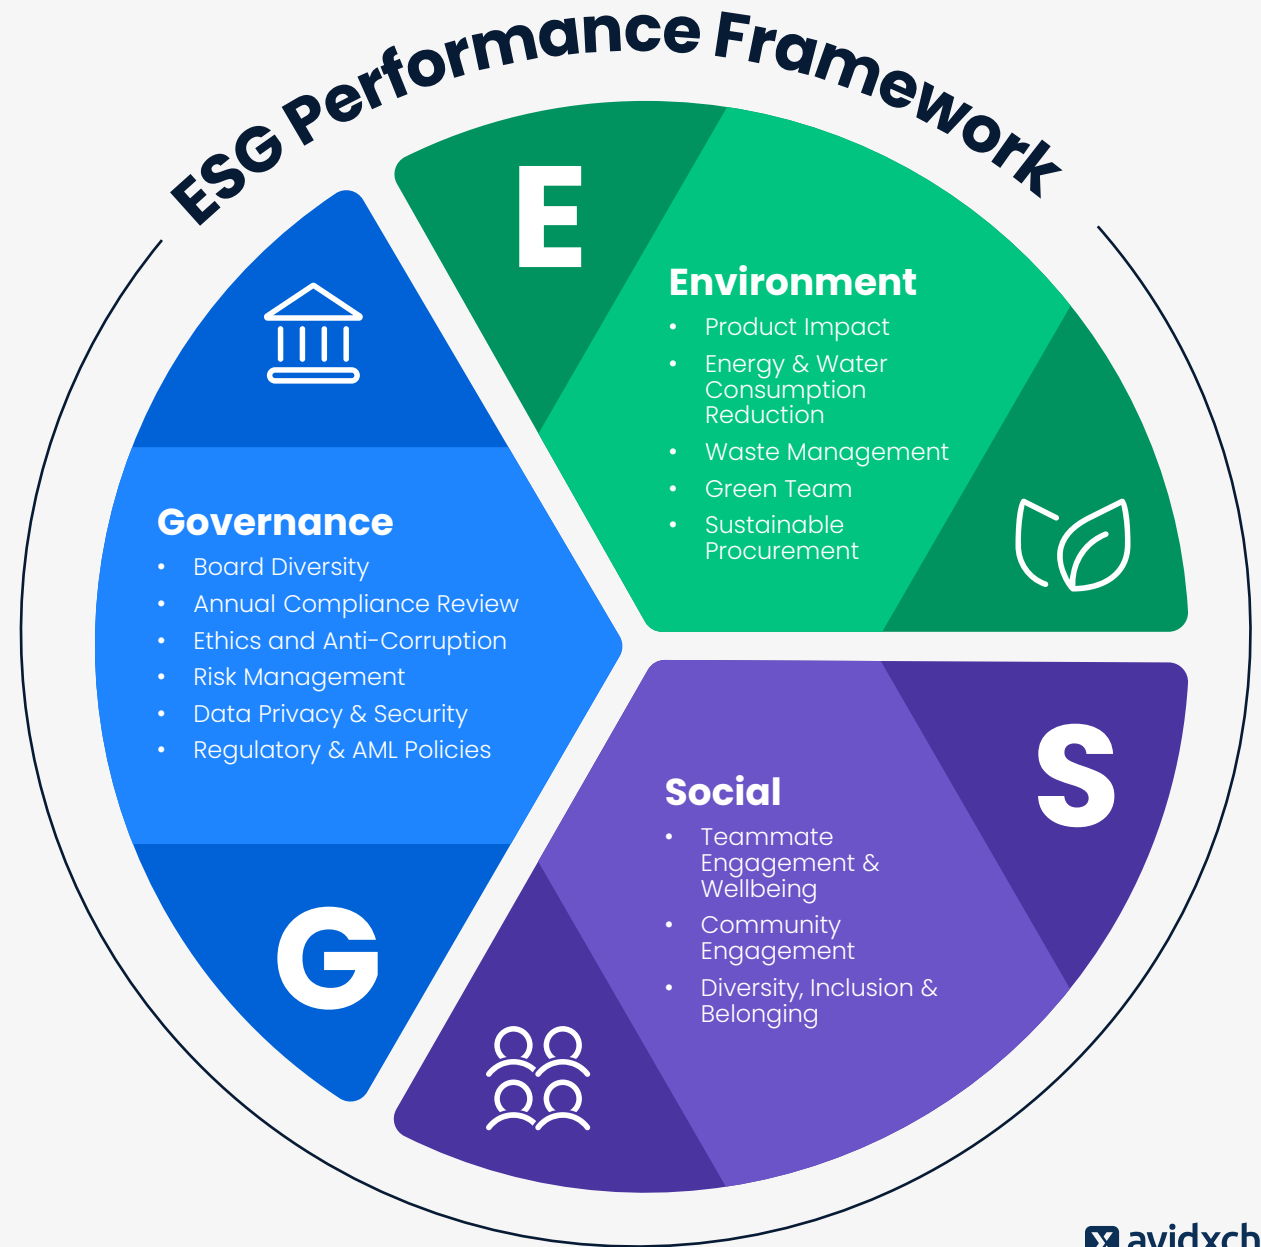 ESG Performance Framework
E
Environment
• Product Impact
• Energy & Water
Consumption
Reduction
• Waste Management
• Green Team
• Sustainable
Procurement
Governance
• Board Diversity
• Annual Compliance Review
• Ethics and Anti-Corruption
• Risk Management
• Data Privacy & Security
• Regulatory & AML Policies
G
S
Social
• Teammate
Engagement &
Wellbeing
• Community
Engagement
• Diversity, Inclusion &
Belonging
avidxch